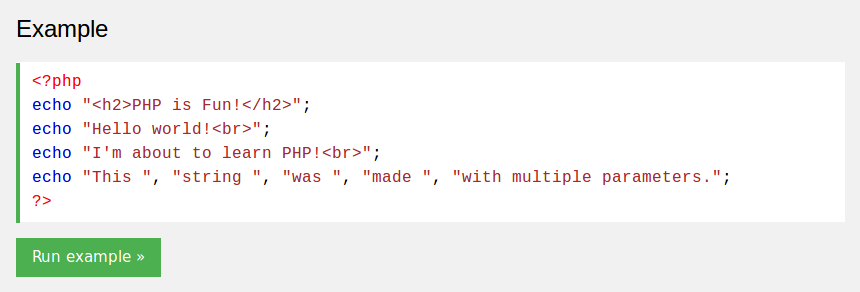 Example
<?php
echo "<h2>PHP is Fun!</h2>";
echo "Hello world!<br>";
echo "I'm about to learn PHP!<br>";
echo "This ", "string ", "was ", "made ", "with multiple parameters.";
?>
Run example »